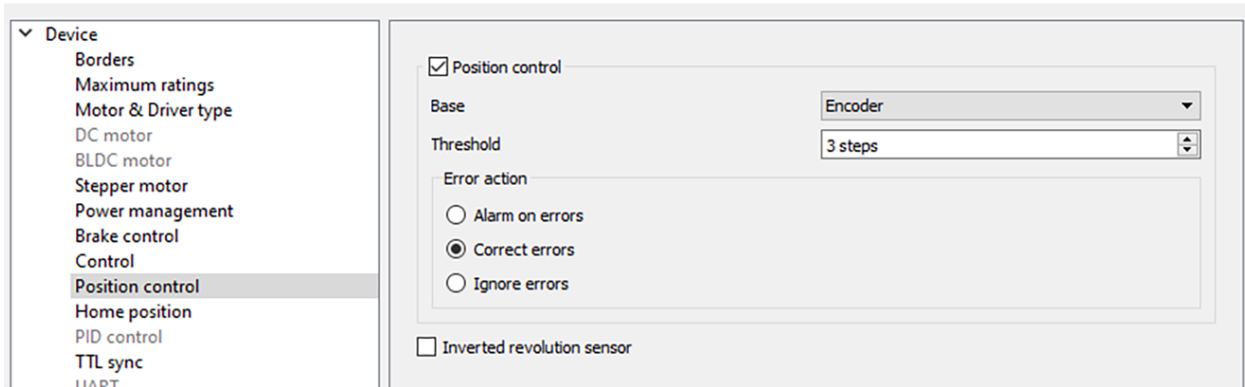 Device
Borders
Maximum ratings
Motor & Driver type
DC motor
BLDC motor
Stepper motor
Power management
Brake control
Control
Position control
Home position
PID control
TTL sync
UART
Position control
Base Encoder
Threshold 3 steps
Error action
Alarm on errors
Correct errors
Ignore errors
Inverted revolution sensor